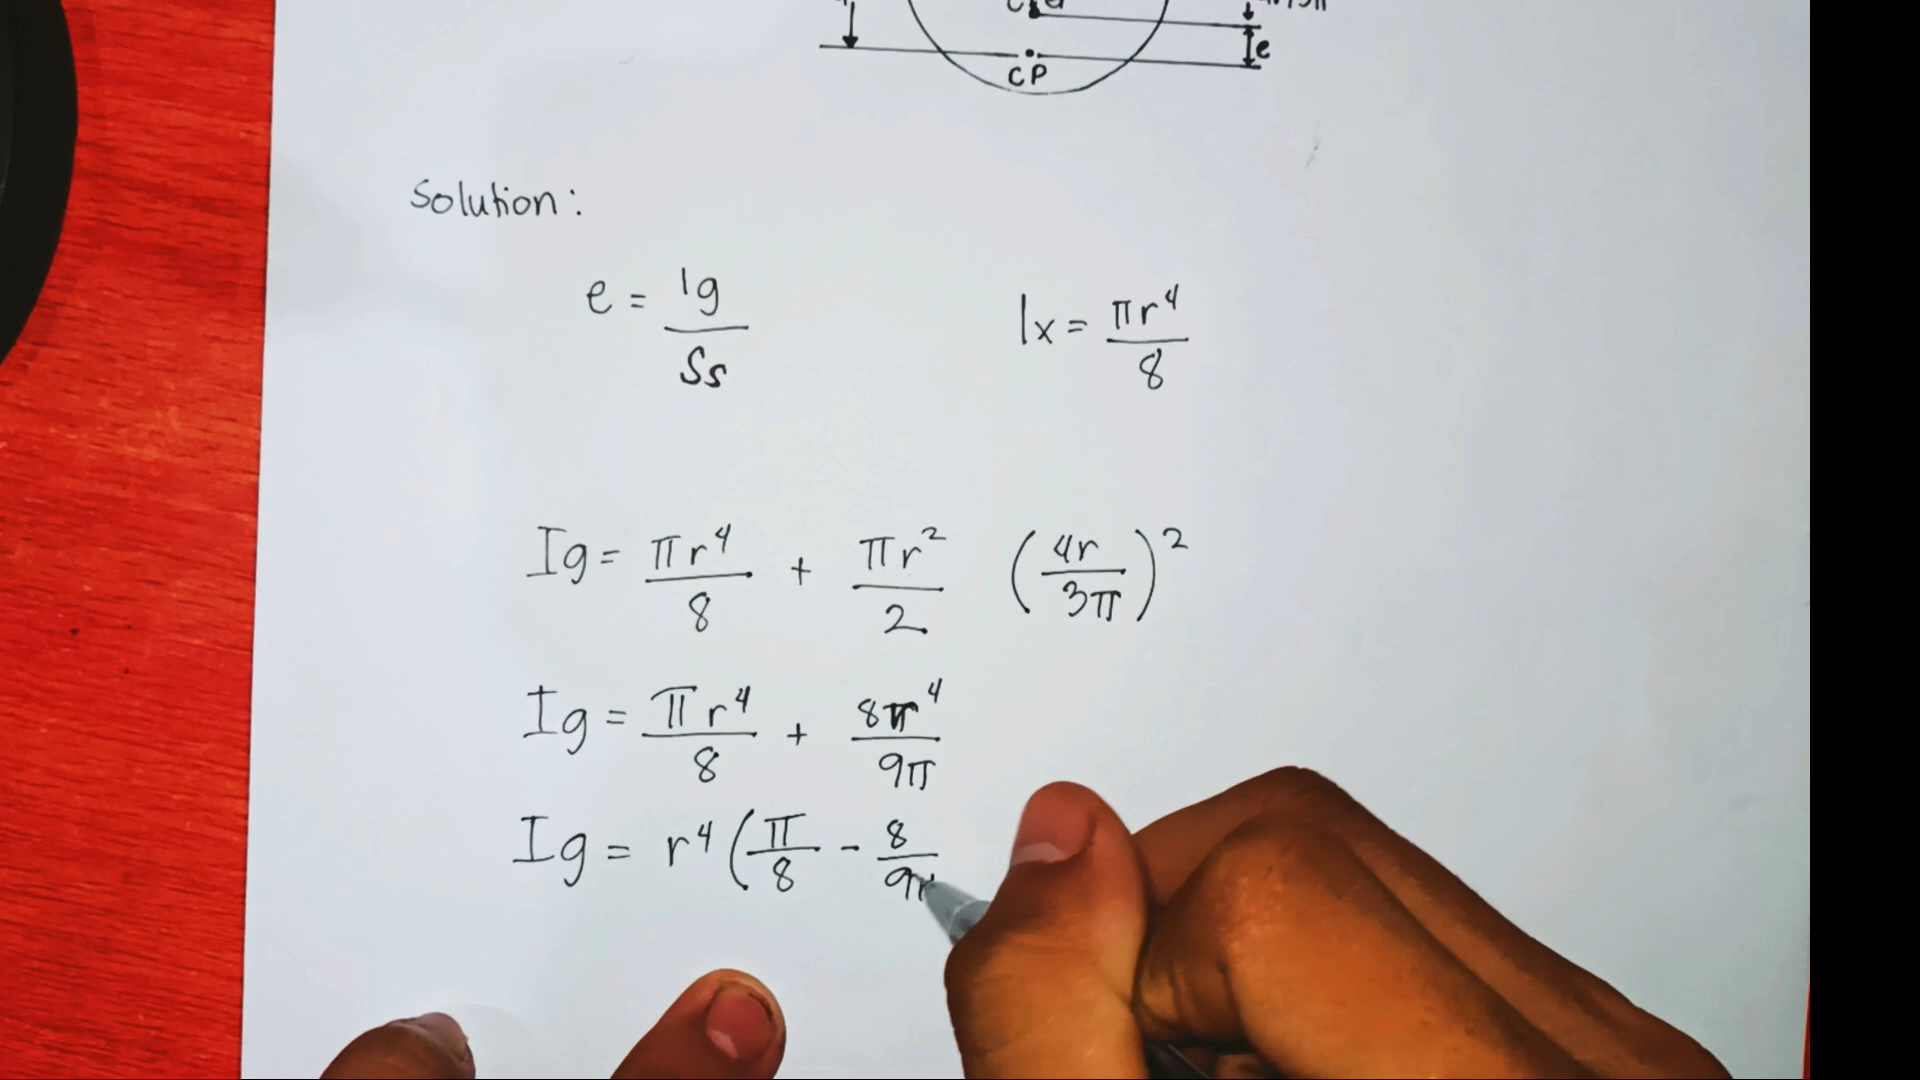 e
CP
Solution:
e = Ig / Ss
Ix = πr⁴ / 8
Ig = πr⁴ / 8 + πr² / 2 (4r / 3π)²
Ig = πr⁴ / 8 + 8r⁴ / 9π
Ig = r⁴ (π / 8 - 8 / 9π